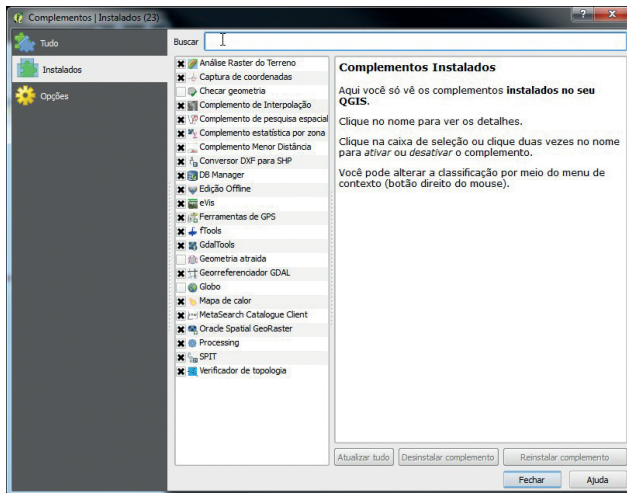 Complementos | Instalados (23)
Tudo
Instalados
Opções
Buscar
Análise Raster do Terreno
Captura de coordenadas
Checar geometria
Complemento de Interpolação
Complemento de pesquisa espacial
Complemento estatística por zona
Complemento Menor Distância
Conversor DXF para SHP
DB Manager
Edição Offline
eVis
Ferramentas de GPS
fTools
GdalTools
Geometria atraida
Georreferenciador GDAL
Globo
Mapa de calor
MetaSearch Catalogue Client
Oracle Spatial GeoRaster
Processing
SPIT
Verificador de topologia
Complementos Instalados
Aqui você só vê os complementos instalados no seu
QGIS.
Clique no nome para ver os detalhes.
Clique na caixa de seleção ou clique duas vezes no nome
para ativar ou desativar o complemento.
Você pode alterar a classificação por meio do menu de
contexto (botão direito do mouse).
Atualizar tudo
Desinstalar complemento
Reinstalar complemento
Fechar
Ajuda